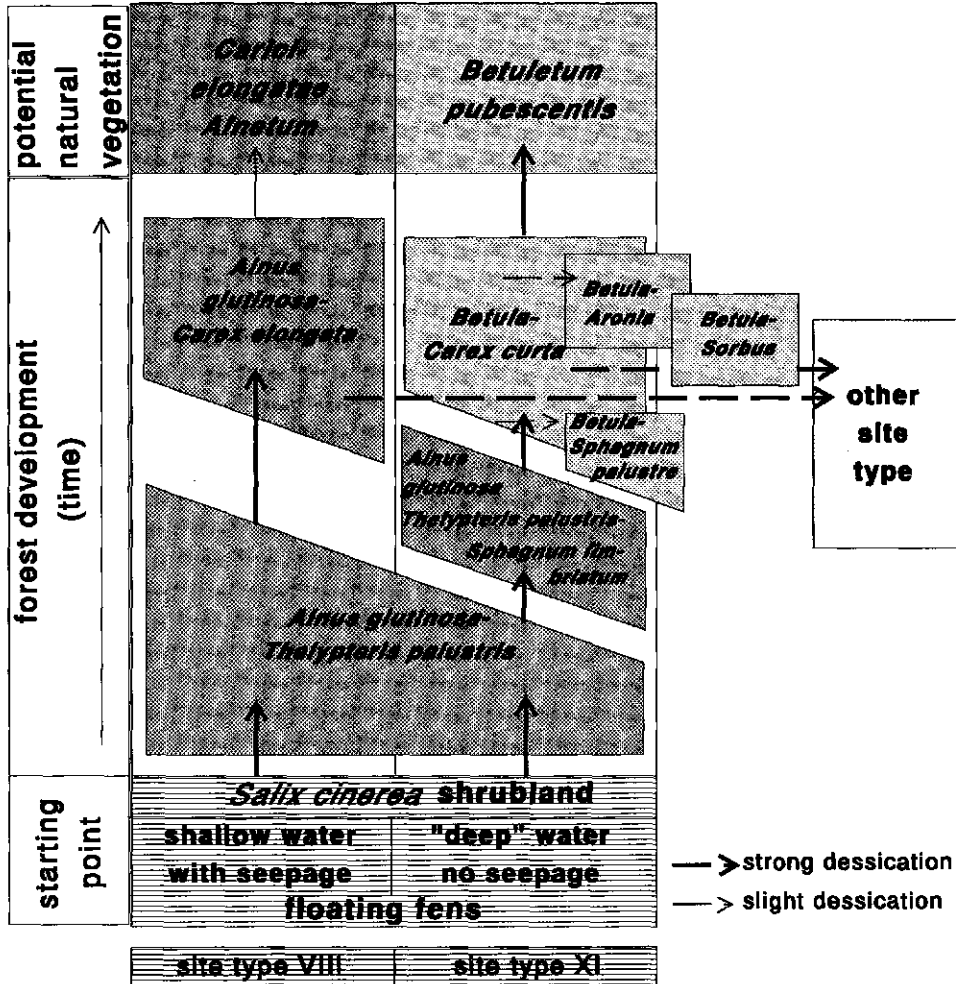 potential
natural
vegetation
Carici-
elongatae
Alnetum
Betuletum
pubescentis
forest development
(time)
Alnus
glutinosa-
Carex elongata
Betula-
Carex curta
Betula-
Aronia
Betula-
Sorbus
other
site
type
Betula-
Sphagnum
palustre
Alnus
glutinosa
Thelypteris palustris-
Sphagnum fim-
briatum
Alnus glutinosa-
Thelypteris palustris
starting
point
Salix cinerea shrubland
shallow water
with seepage
"deep" water
no seepage
floating fens
strong dessication
slight dessication
site type VIII
site type XI